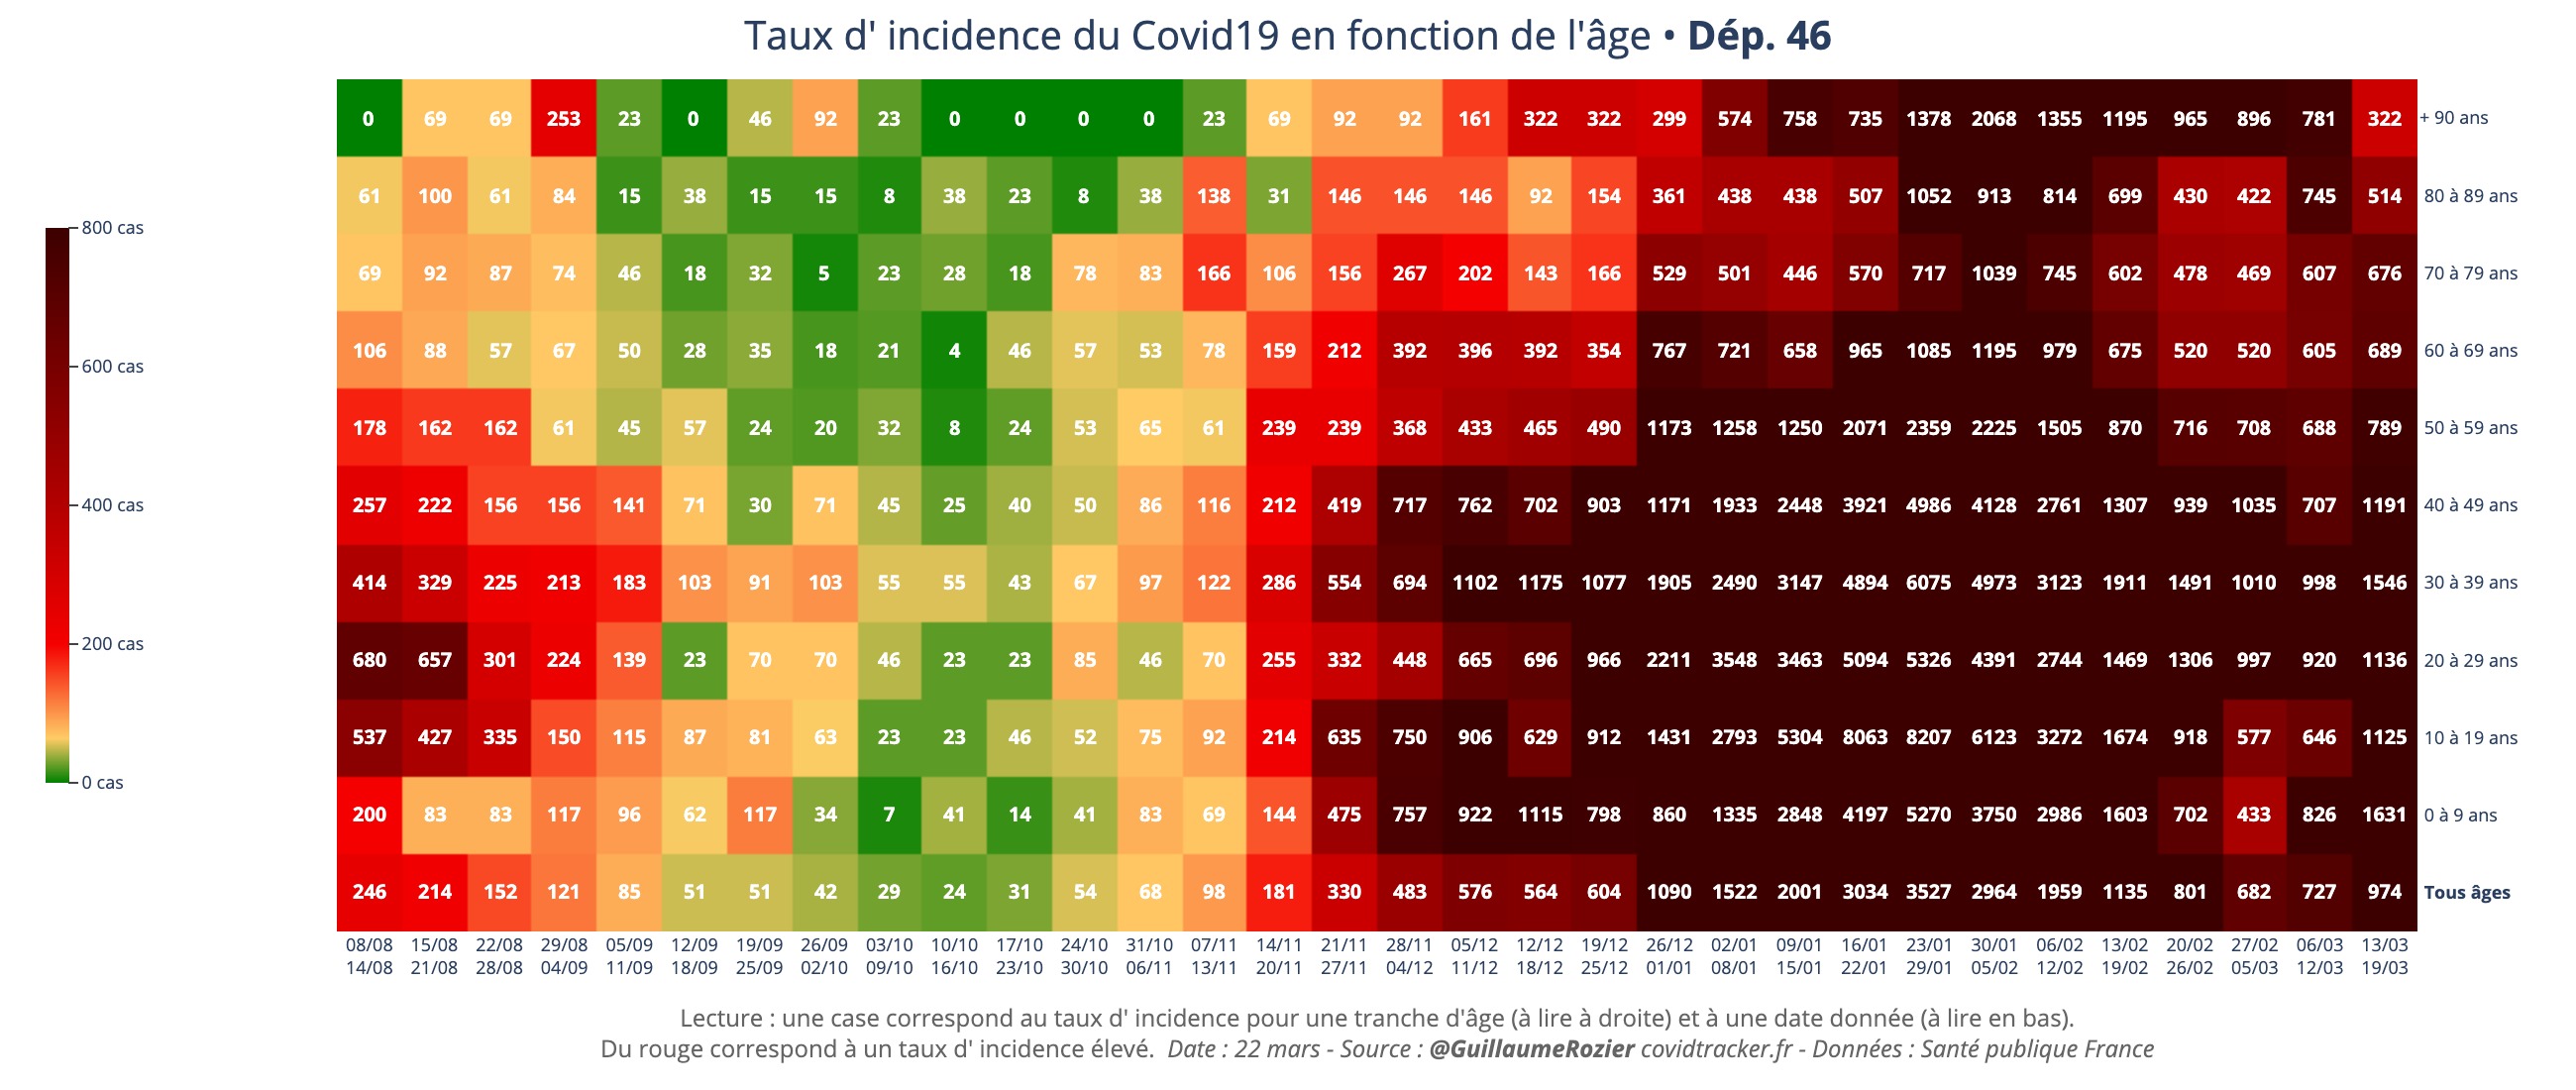 Taux d' incidence du Covid19 en fonction de l'âge • Dép. 46
0 69 69 253 23 0 46 92 23 0 0 0 0 23 69 92 92 161 322 322 299 574 758 735 1378 2068 1355 1195 965 896 781 322 + 90 ans
61 100 61 84 15 38 15 15 8 38 23 8 38 138 31 146 146 146 92 154 361 438 438 507 1052 913 814 699 430 422 745 514 80 à 89 ans
800 cas
69 92 87 74 46 18 32 5 23 28 18 78 83 166 106 156 267 202 143 166 529 501 446 570 717 1039 745 602 478 469 607 676 70 à 79 ans
106 88 57 67 50 28 35 18 21 4 46 57 53 78 159 212 392 396 392 354 767 721 658 965 1085 1195 979 675 520 520 605 689 60 à 69 ans
600 cas
178 162 162 61 45 57 24 20 32 8 24 53 65 61 239 239 368 433 465 490 1173 1258 1250 2071 2359 2225 1505 870 716 708 688 789 50 à 59 ans
400 cas
257 222 156 156 141 71 30 71 45 25 40 50 86 116 212 419 717 762 702 903 1171 1933 2448 3921 4986 4128 2761 1307 939 1035 707 1191 40 à 49 ans
414 329 225 213 183 103 91 103 55 55 43 67 97 122 286 554 694 1102 1175 1077 1905 2490 3147 4894 6075 4973 3123 1911 1491 1010 998 1546 30 à 39 ans
200 cas
680 657 301 224 139 23 70 70 46 23 23 85 46 70 255 332 448 665 696 966 2211 3548 3463 5094 5326 4391 2744 1469 1306 997 920 1136 20 à 29 ans
537 427 335 150 115 87 81 63 23 23 46 52 75 92 214 635 750 906 629 912 1431 2793 5304 8063 8207 6123 3272 1674 918 577 646 1125 10 à 19 ans
0 cas
200 83 83 117 96 62 117 34 7 41 14 41 83 69 144 475 757 922 1115 798 860 1335 2848 4197 5270 3750 2986 1603 702 433 826 1631 0 à 9 ans
246 214 152 121 85 51 51 42 29 24 31 54 68 98 181 330 483 576 564 604 1090 1522 2001 3034 3527 2964 1959 1135 801 682 727 974 Tous âges
08/08 15/08 22/08 29/08 05/09 12/09 19/09 26/09 03/10 10/10 17/10 24/10 31/10 07/11 14/11 21/11 28/11 05/12 12/12 19/12 26/12 02/01 09/01 16/01 23/01 30/01 06/02 13/02 20/02 27/02 06/03 13/03
14/08 21/08 28/08 04/09 11/09 18/09 25/09 02/10 09/10 16/10 23/10 30/10 06/11 13/11 20/11 27/11 04/12 11/12 18/12 25/12 01/01 08/01 15/01 22/01 29/01 05/02 12/02 19/02 26/02 05/03 12/03 19/03
Lecture : une case correspond au taux d' incidence pour une tranche d'âge (à lire à droite) et à une date donnée (à lire en bas).
Du rouge correspond à un taux d' incidence élevé. Date : 22 mars - Source : @GuillaumeRozier covidtracker.fr - Données : Santé publique France